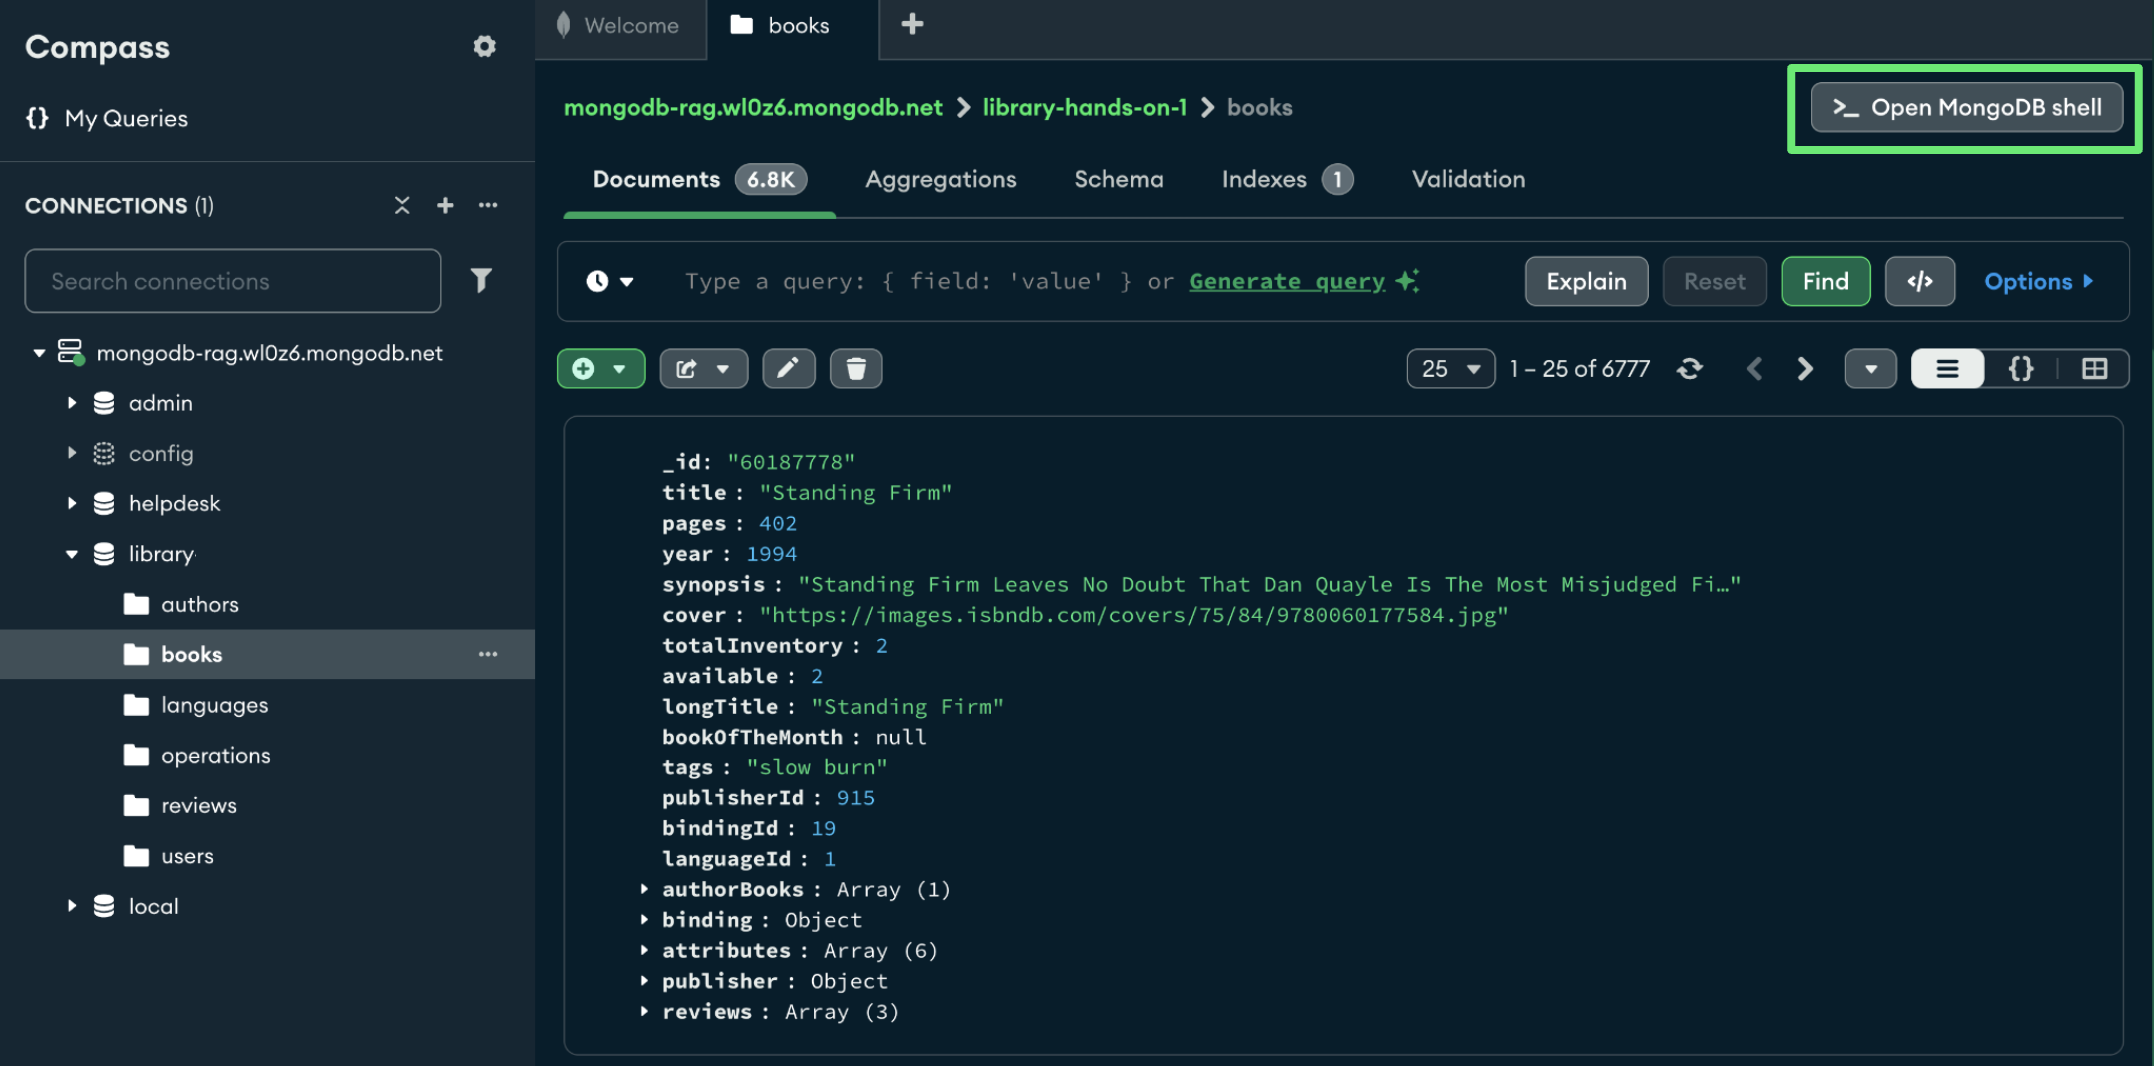 Compass
My Queries
CONNECTIONS (1)
Search connections
mongodb-rag.wl0z6.mongodb.net
admin
config
helpdesk
library
authors
books
languages
operations
reviews
users
local
Welcome
books
mongodb-rag.wl0z6.mongodb.net > library-hands-on-1 > books
>_ Open MongoDB shell
Documents 6.8K Aggregations Schema Indexes 1 Validation
Type a query: { field: 'value' } or Generate query
Explain Reset Find </> Options
25 1 – 25 of 6777 {}
_id: "60187778"
title : "Standing Firm"
pages : 402
year : 1994
synopsis : "Standing Firm Leaves No Doubt That Dan Quayle Is The Most Misjudged Fi…"
cover : "https://images.isbndb.com/covers/75/84/9780060177584.jpg"
totalInventory : 2
available : 2
longTitle : "Standing Firm"
bookOfTheMonth : null
tags : "slow burn"
publisherId : 915
bindingId : 19
languageId : 1
authorBooks : Array (1)
binding : Object
attributes : Array (6)
publisher : Object
reviews : Array (3)